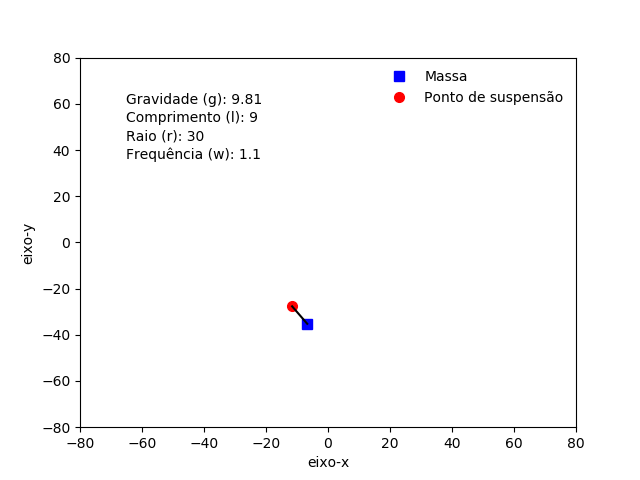 Massa
Ponto de suspensão
Gravidade (g): 9.81
Comprimento (l): 9
Raio (r): 30
Frequência (w): 1.1
80
60
40
20
0
−20
−40
−60
−80
eixo-y
−80 −60 −40 −20 0 20 40 60 80
eixo-x